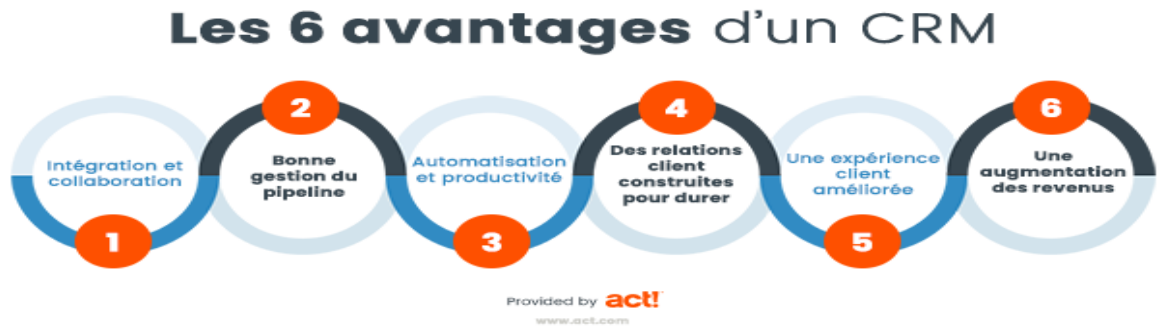 Les 6 avantages d'un CRM
1
Intégration et
collaboration
2
Bonne
gestion du
pipeline
3
Automatisation
et productivité
4
Des relations
client
construites
pour durer
5
Une expérience
client
améliorée
6
Une
augmentation
des revenus
Provided by act!
www.act.com